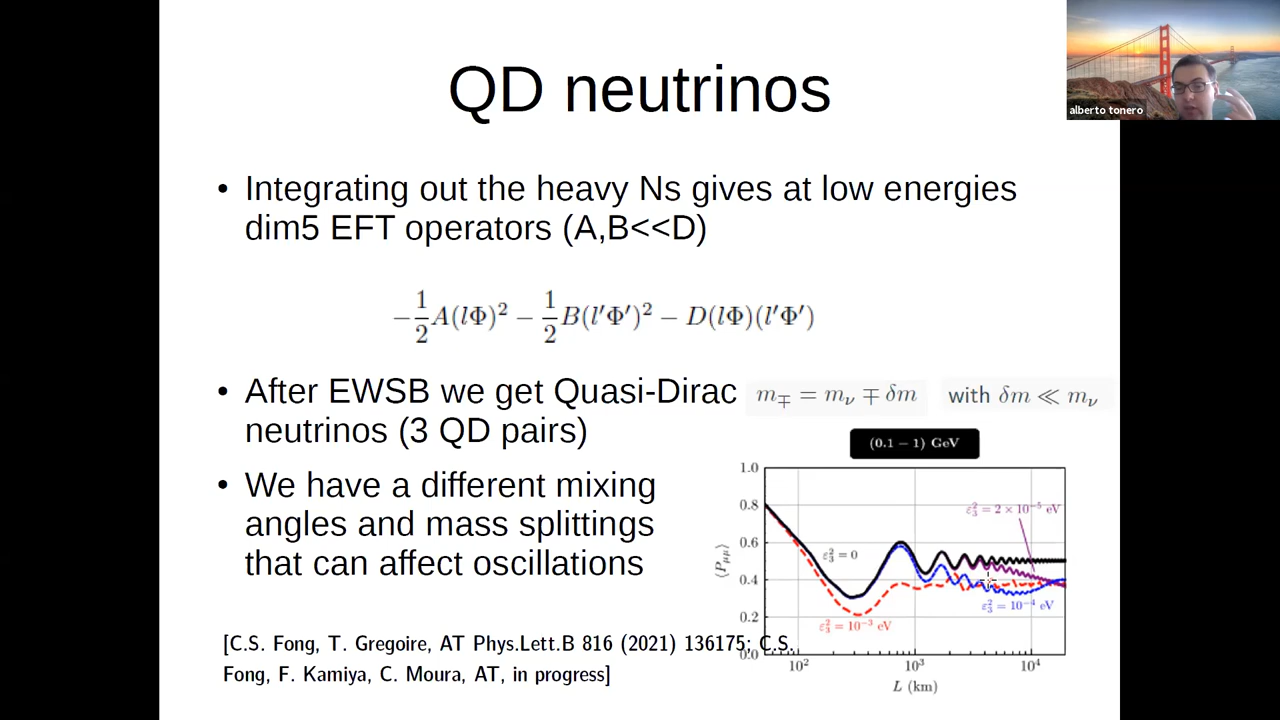 alberto tonero
QD neutrinos
• Integrating out the heavy Ns gives at low energies
dim5 EFT operators (A,B<<D)
−1/2 A(lΦ)² − 1/2 B(l′Φ′)² − D(lΦ)(l′Φ′)
• After EWSB we get Quasi-Dirac
neutrinos (3 QD pairs)
m∓ = mν ∓ δm with δm ≪ mν
• We have a different mixing
angles and mass splittings
that can affect oscillations
(0.1 − 1) GeV
1.0
0.8
0.6
0.4
0.2
0.0
⟨Pμμ⟩
ε₃² = 2 × 10⁻⁵ eV
ε₃² = 0
ε₃² = 10⁻⁴ eV
ε₃² = 10⁻³ eV
10² 10³ 10⁴
L (km)
[C.S. Fong, T. Gregoire, AT Phys.Lett.B 816 (2021) 136175; C.S.
Fong, F. Kamiya, C. Moura, AT, in progress]